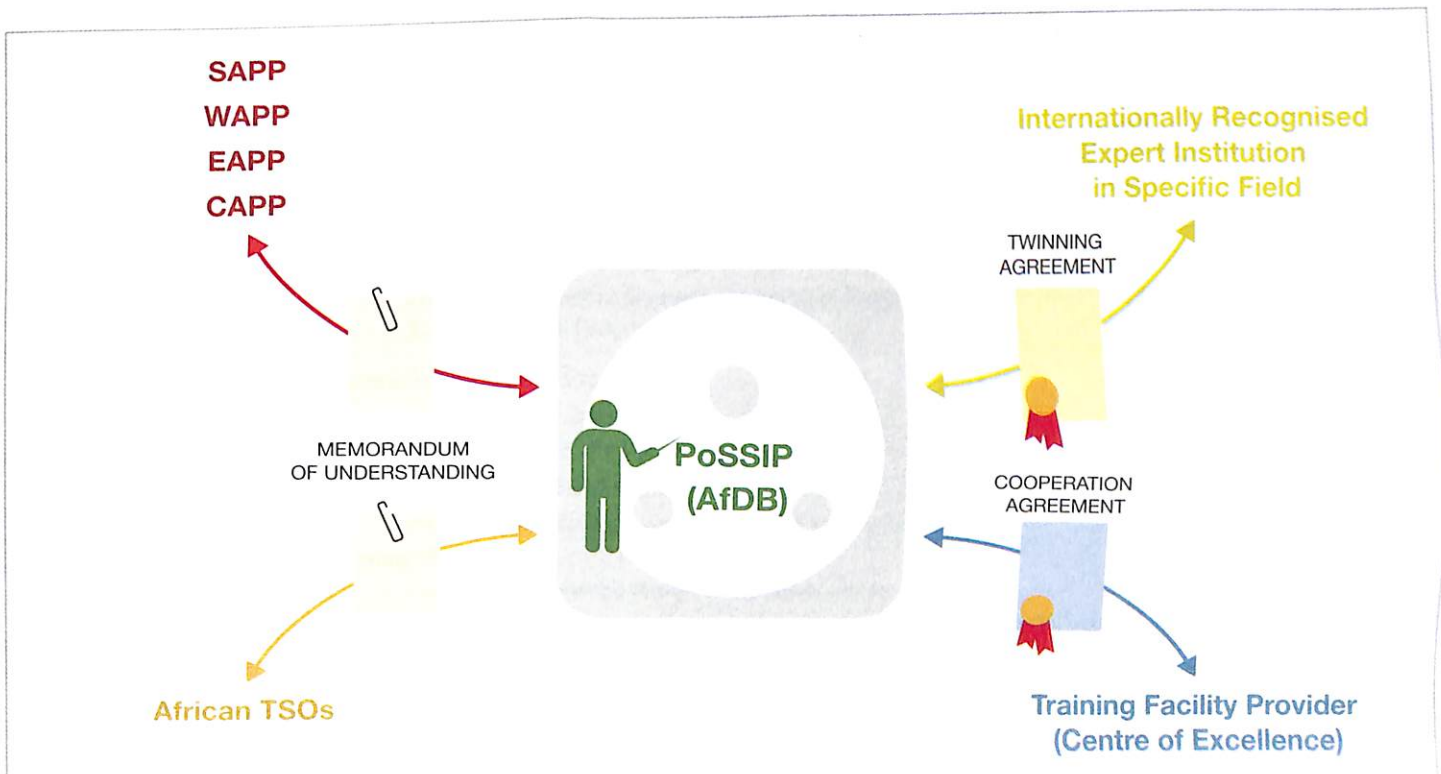 SAPP
WAPP
EAPP
CAPP
Internationally Recognised
Expert Institution
in Specific Field
TWINNING
AGREEMENT
MEMORANDUM
OF UNDERSTANDING
PoSSIP
(AfDB)
COOPERATION
AGREEMENT
African TSOs
Training Facility Provider
(Centre of Excellence)